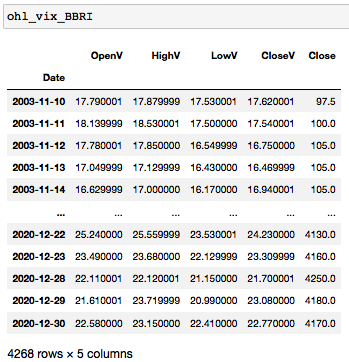 ohl_vix_BBRI
OpenV HighV LowV CloseV Close
Date
2003-11-10 17.790001 17.879999 17.530001 17.620001 97.5
2003-11-11 18.139999 18.530001 17.500000 17.540001 100.0
2003-11-12 17.780001 17.850000 16.549999 16.750000 105.0
2003-11-13 17.049999 17.129999 16.430000 16.469999 105.0
2003-11-14 16.629999 17.000000 16.170000 16.940001 105.0
... ... ... ... ... ...
2020-12-22 25.240000 25.559999 23.530001 24.230000 4130.0
2020-12-23 23.490000 23.680000 22.129999 23.309999 4160.0
2020-12-28 22.110001 22.120001 21.150000 21.700001 4250.0
2020-12-29 21.610001 23.719999 20.990000 23.080000 4180.0
2020-12-30 22.580000 23.150000 22.410000 22.770000 4170.0
4268 rows × 5 columns